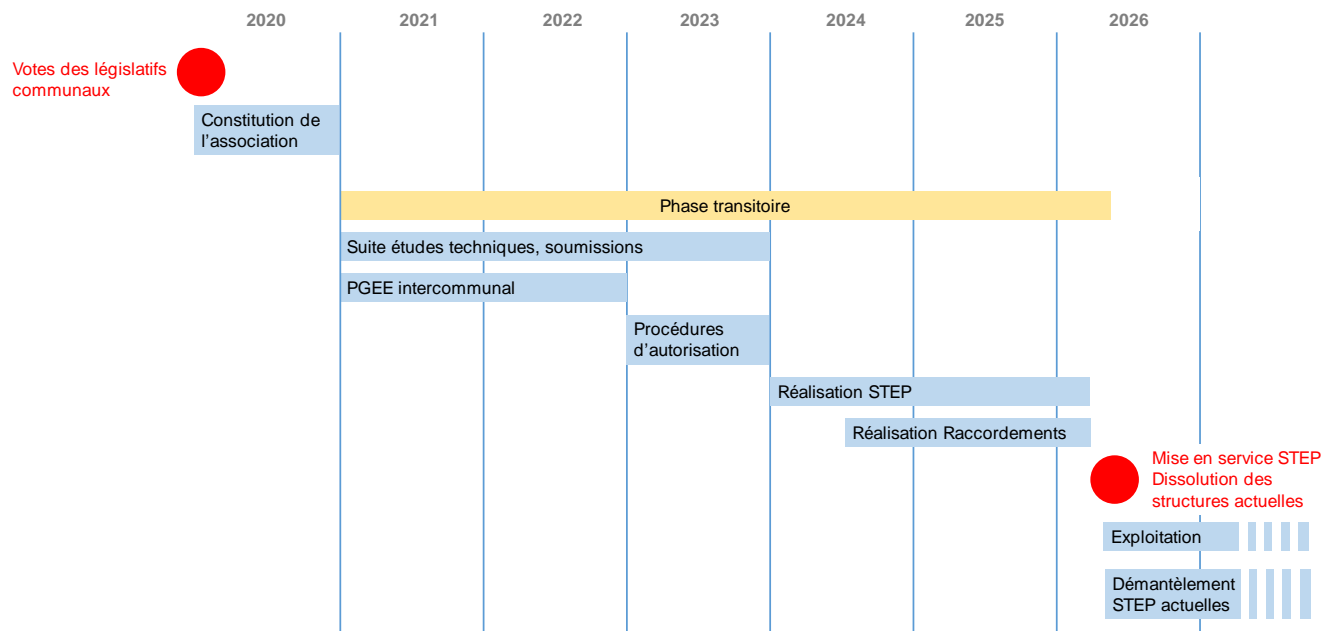 2020 2021 2022 2023 2024 2025 2026
Votes des législatifs
communaux
Constitution de
l’association
Phase transitoire
Suite études techniques, soumissions
PGEE intercommunal
Procédures
d’autorisation
Réalisation STEP
Réalisation Raccordements
Mise en service STEP
Dissolution des
structures actuelles
Exploitation
Démantèlement
STEP actuelles